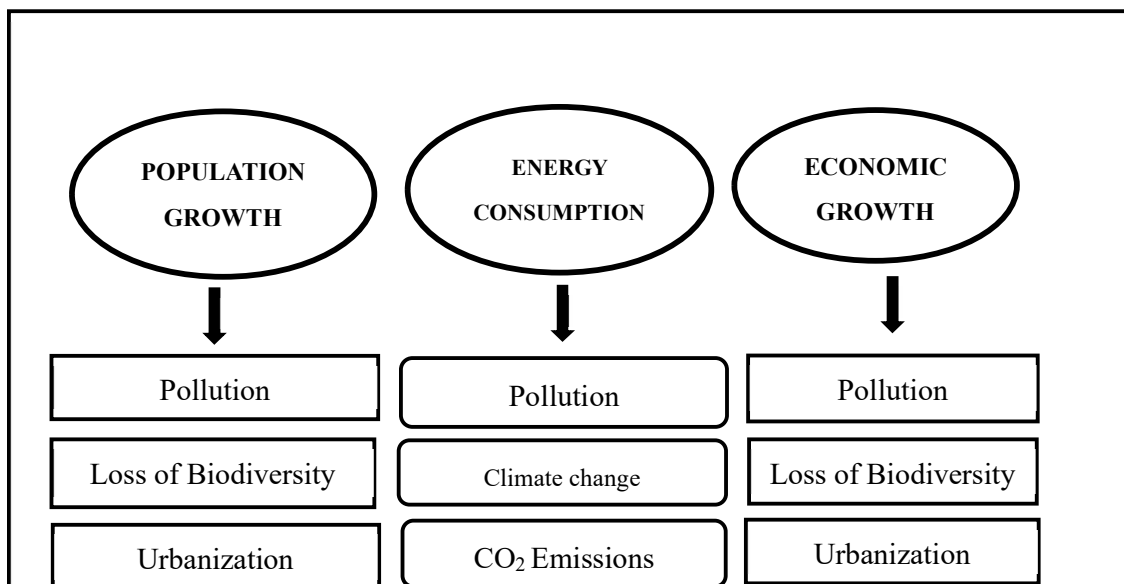 POPULATION
GROWTH
ENERGY
CONSUMPTION
ECONOMIC
GROWTH
Pollution
Pollution
Pollution
Loss of Biodiversity
Climate change
Loss of Biodiversity
Urbanization
CO₂ Emissions
Urbanization